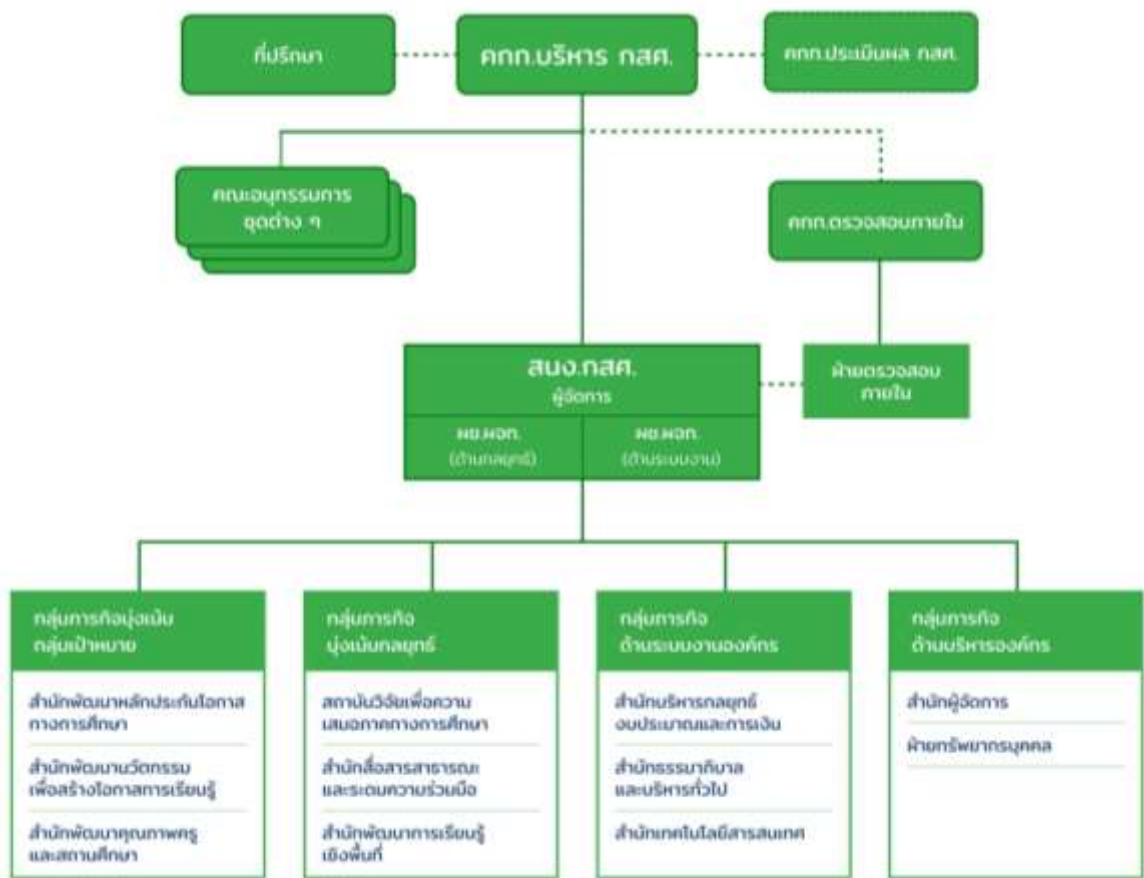 ที่ปรึกษา
คกก.บริหาร กสศ.
คกก.ประเมินผล กสศ.
คณะอนุกรรมการ
ชุดต่าง ๆ
คกก.ตรวจสอบภายใน
สนง.กสศ.
ผู้จัดการ
ฝ่ายตรวจสอบ
ภายใน
ผช.ผจก.
(ด้านกลยุทธ์)
ผช.ผจก.
(ด้านระบบงาน)
กลุ่มภารกิจมุ่งเน้น
กลุ่มเป้าหมาย
สำนักพัฒนาหลักประกันโอกาส
ทางการศึกษา
สำนักพัฒนานวัตกรรม
เพื่อสร้างโอกาสการเรียนรู้
สำนักพัฒนาคุณภาพครู
และสถานศึกษา
กลุ่มภารกิจ
มุ่งเน้นกลยุทธ์
สถาบันวิจัยเพื่อความ
เสมอภาคทางการศึกษา
สำนักสื่อสารสาธารณะ
และระดมความร่วมมือ
สำนักพัฒนาการเรียนรู้
เชิงพื้นที่
กลุ่มภารกิจ
ด้านระบบงานองค์กร
สำนักบริหารกลยุทธ์
งบประมาณและการเงิน
สำนักธรรมาภิบาล
และบริหารทั่วไป
สำนักเทคโนโลยีสารสนเทศ
กลุ่มภารกิจ
ด้านบริหารองค์กร
สำนักผู้จัดการ
ฝ่ายทรัพยากรบุคคล